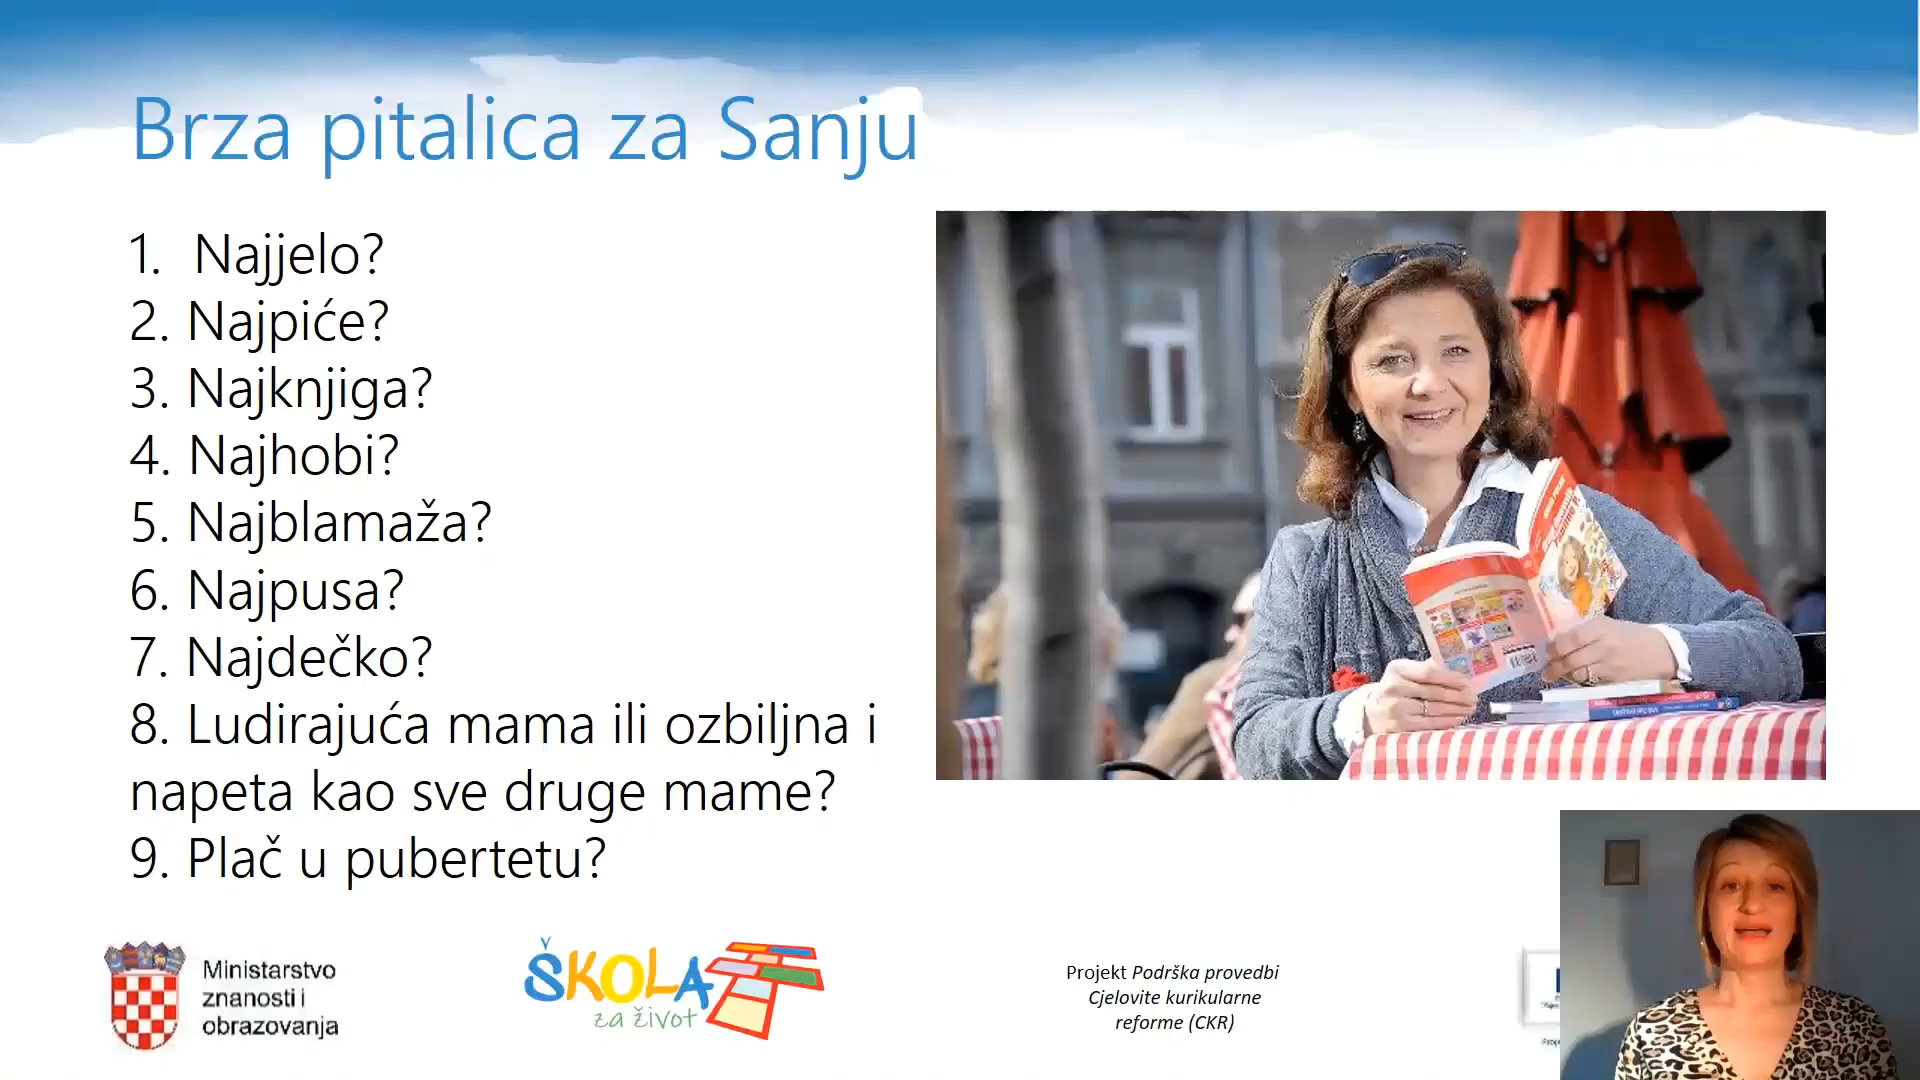 Brza pitalica za Sanju
1. Najjelo?
2. Najpiće?
3. Najknjiga?
4. Najhobi?
5. Najblamaža?
6. Najpusa?
7. Najdečko?
8. Ludirajuća mama ili ozbiljna i
napeta kao sve druge mame?
9. Plač u pubertetu?
Ministarstvo
znanosti i
obrazovanja
ŠKOLA
za život
Projekt Podrška provedbi
Cjelovite kurikularne
reforme (CKR)